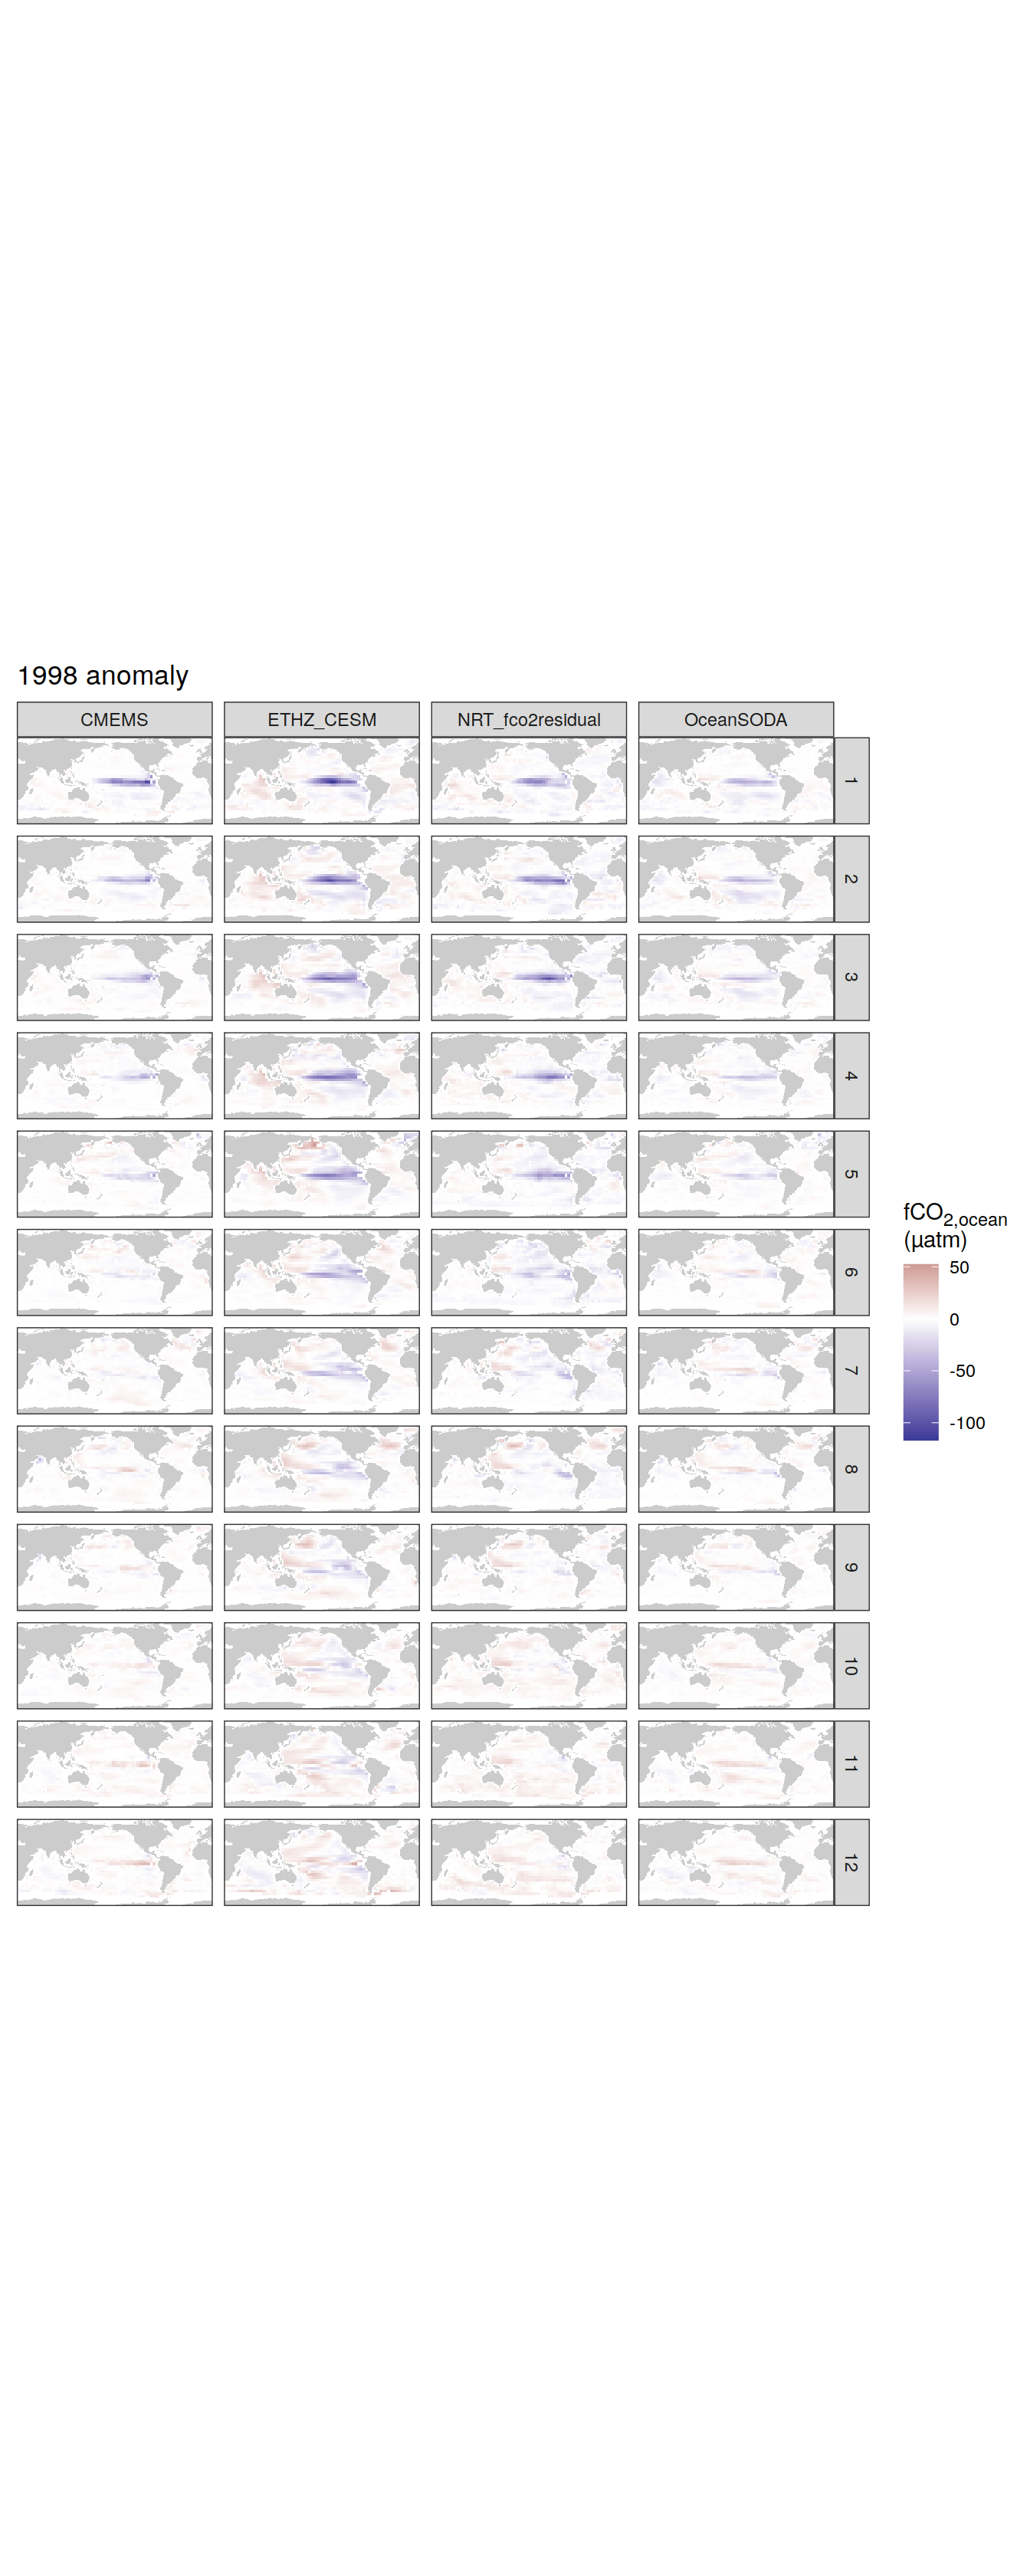 1998 anomaly
CMEMS
ETHZ_CESM
NRT_fco2residual
OceanSODA
1
2
3
4
5
6
7
8
9
10
11
12
fCO2,ocean
(µatm)
50
0
-50
-100